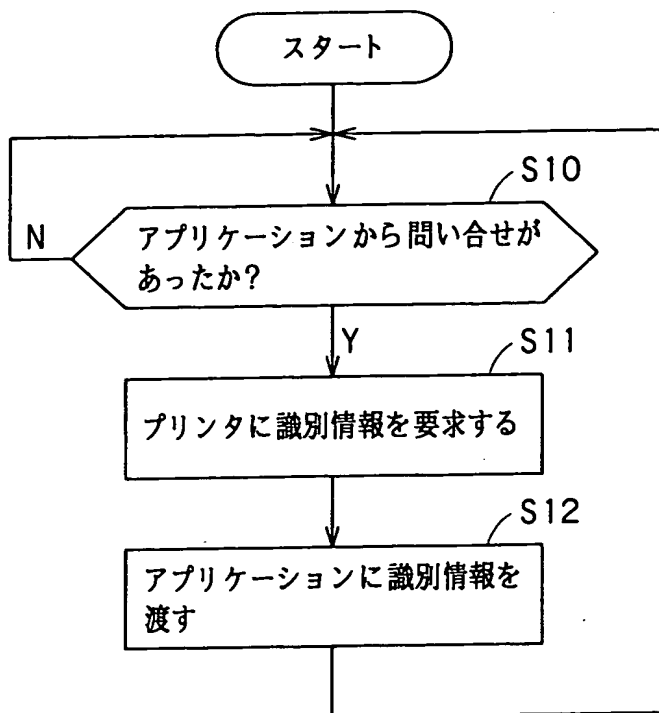 スタート
S10
N
アプリケーションから問い合せが
あったか?
Y
S11
プリンタに識別情報を要求する
S12
アプリケーションに識別情報を
渡す